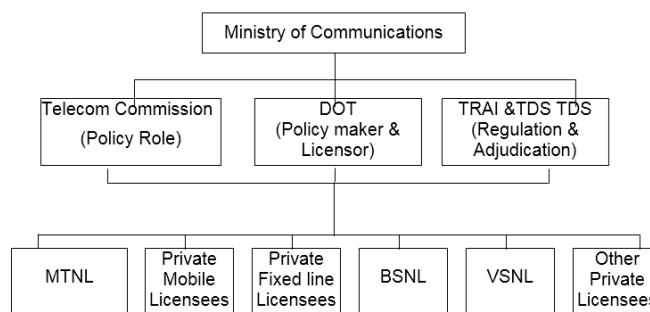 Ministry of Communications
Telecom Commission
(Policy Role)
DOT
(Policy maker &
Licensor)
TRAI &TDS TDS
(Regulation &
Adjudication)
MTNL
Private
Mobile
Licensees
Private
Fixed line
Licensees
BSNL
VSNL
Other
Private
Licensees